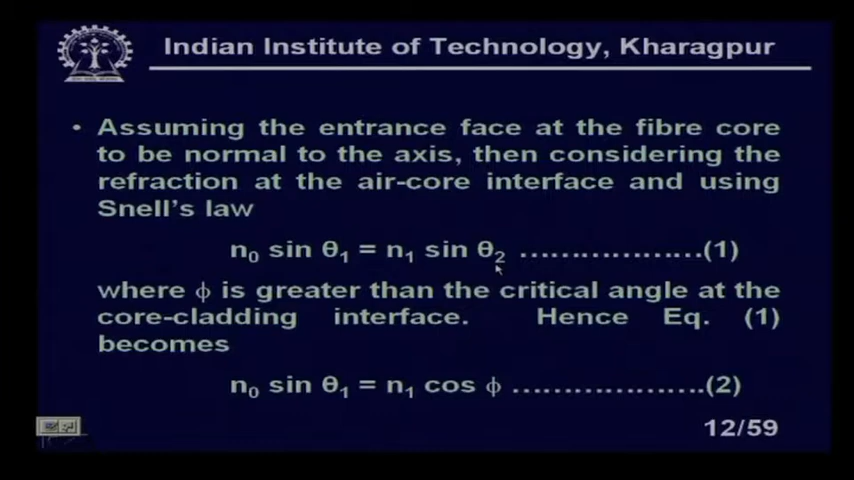 Indian Institute of Technology, Kharagpur
• Assuming the entrance face at the fibre core
to be normal to the axis, then considering the
refraction at the air-core interface and using
Snell's law
n₀ sin θ₁ = n₁ sin θ₂ ...................(1)
where ϕ is greater than the critical angle at the
core-cladding interface. Hence Eq. (1)
becomes
n₀ sin θ₁ = n₁ cos ϕ ....................(2)
12/59